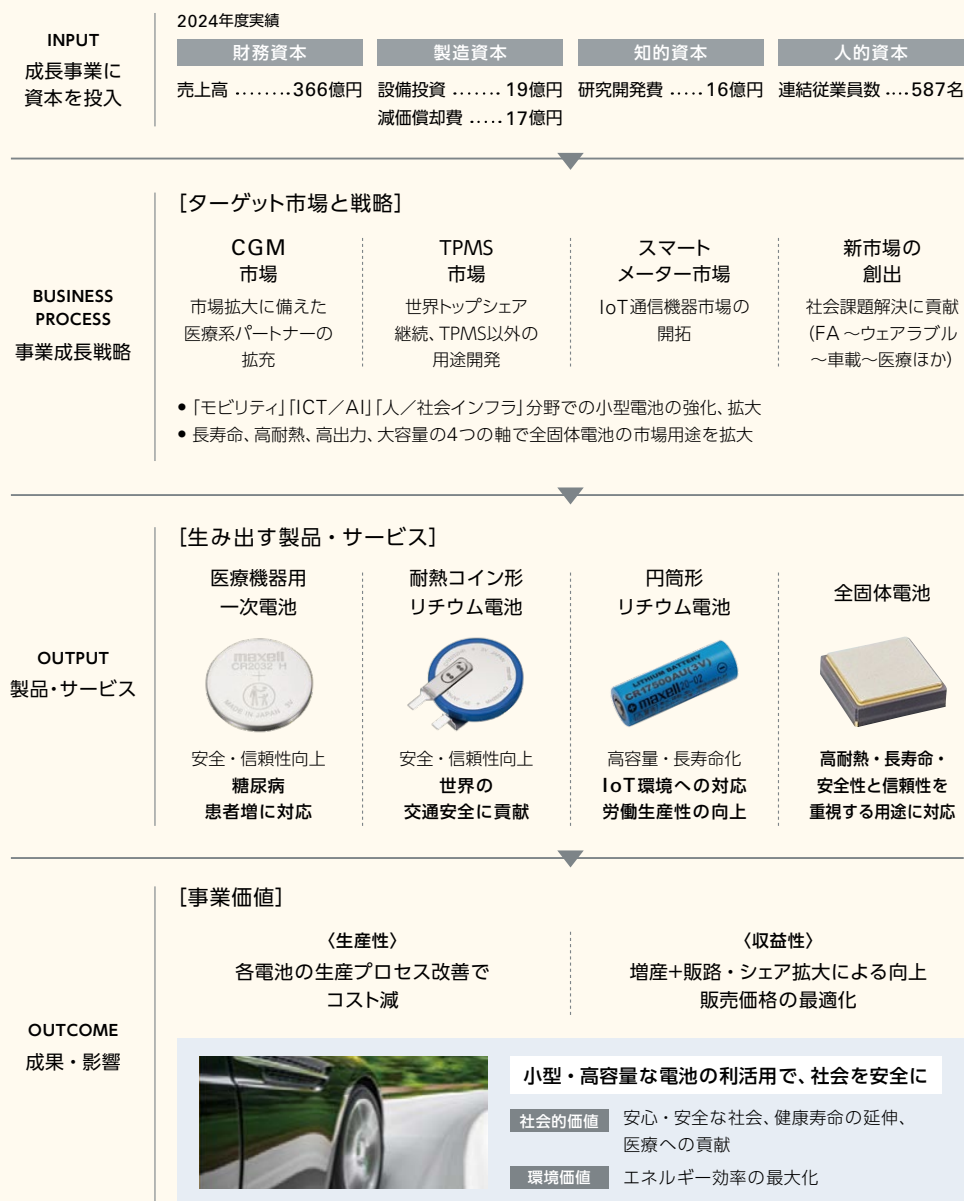 INPUT
成長事業に
資本を投入
2024年度実績
財務資本
売上高 ........366億円
製造資本
設備投資 ....... 19億円
減価償却費 ..... 17億円
知的資本
研究開発費 ..... 16億円
人的資本
連結従業員数 ....587名
BUSINESS
PROCESS
事業成長戦略
[ターゲット市場と戦略]
CGM
市場
市場拡大に備えた
医療系パートナーの
拡充
TPMS
市場
世界トップシェア
継続、TPMS以外の
用途開発
スマート
メーター市場
IoT通信機器市場の
開拓
新市場の
創出
社会課題解決に貢献
(FA～ウェアラブル
～車載～医療ほか)
● 「モビリティ」「ICT／AI」「人／社会インフラ」分野での小型電池の強化、拡大
● 長寿命、高耐熱、高出力、大容量の4つの軸で全固体電池の市場用途を拡大
OUTPUT
製品・サービス
[生み出す製品・サービス]
医療機器用
一次電池
maxell
CR2032 H
+
MADE IN JAPAN 3V
安全・信頼性向上
糖尿病
患者増に対応
耐熱コイン形
リチウム電池
安全・信頼性向上
世界の
交通安全に貢献
円筒形
リチウム電池
LITHIUM BATTERY
CR17500AU(3V)
maxell 20-02
高容量・長寿命化
IoT環境への対応
労働生産性の向上
全固体電池
高耐熱・長寿命・
安全性と信頼性を
重視する用途に対応
OUTCOME
成果・影響
[事業価値]
〈生産性〉
各電池の生産プロセス改善で
コスト減
〈収益性〉
増産+販路・シェア拡大による向上
販売価格の最適化
小型・高容量な電池の利活用で、社会を安全に
社会的価値
安心・安全な社会、健康寿命の延伸、
医療への貢献
環境価値
エネルギー効率の最大化